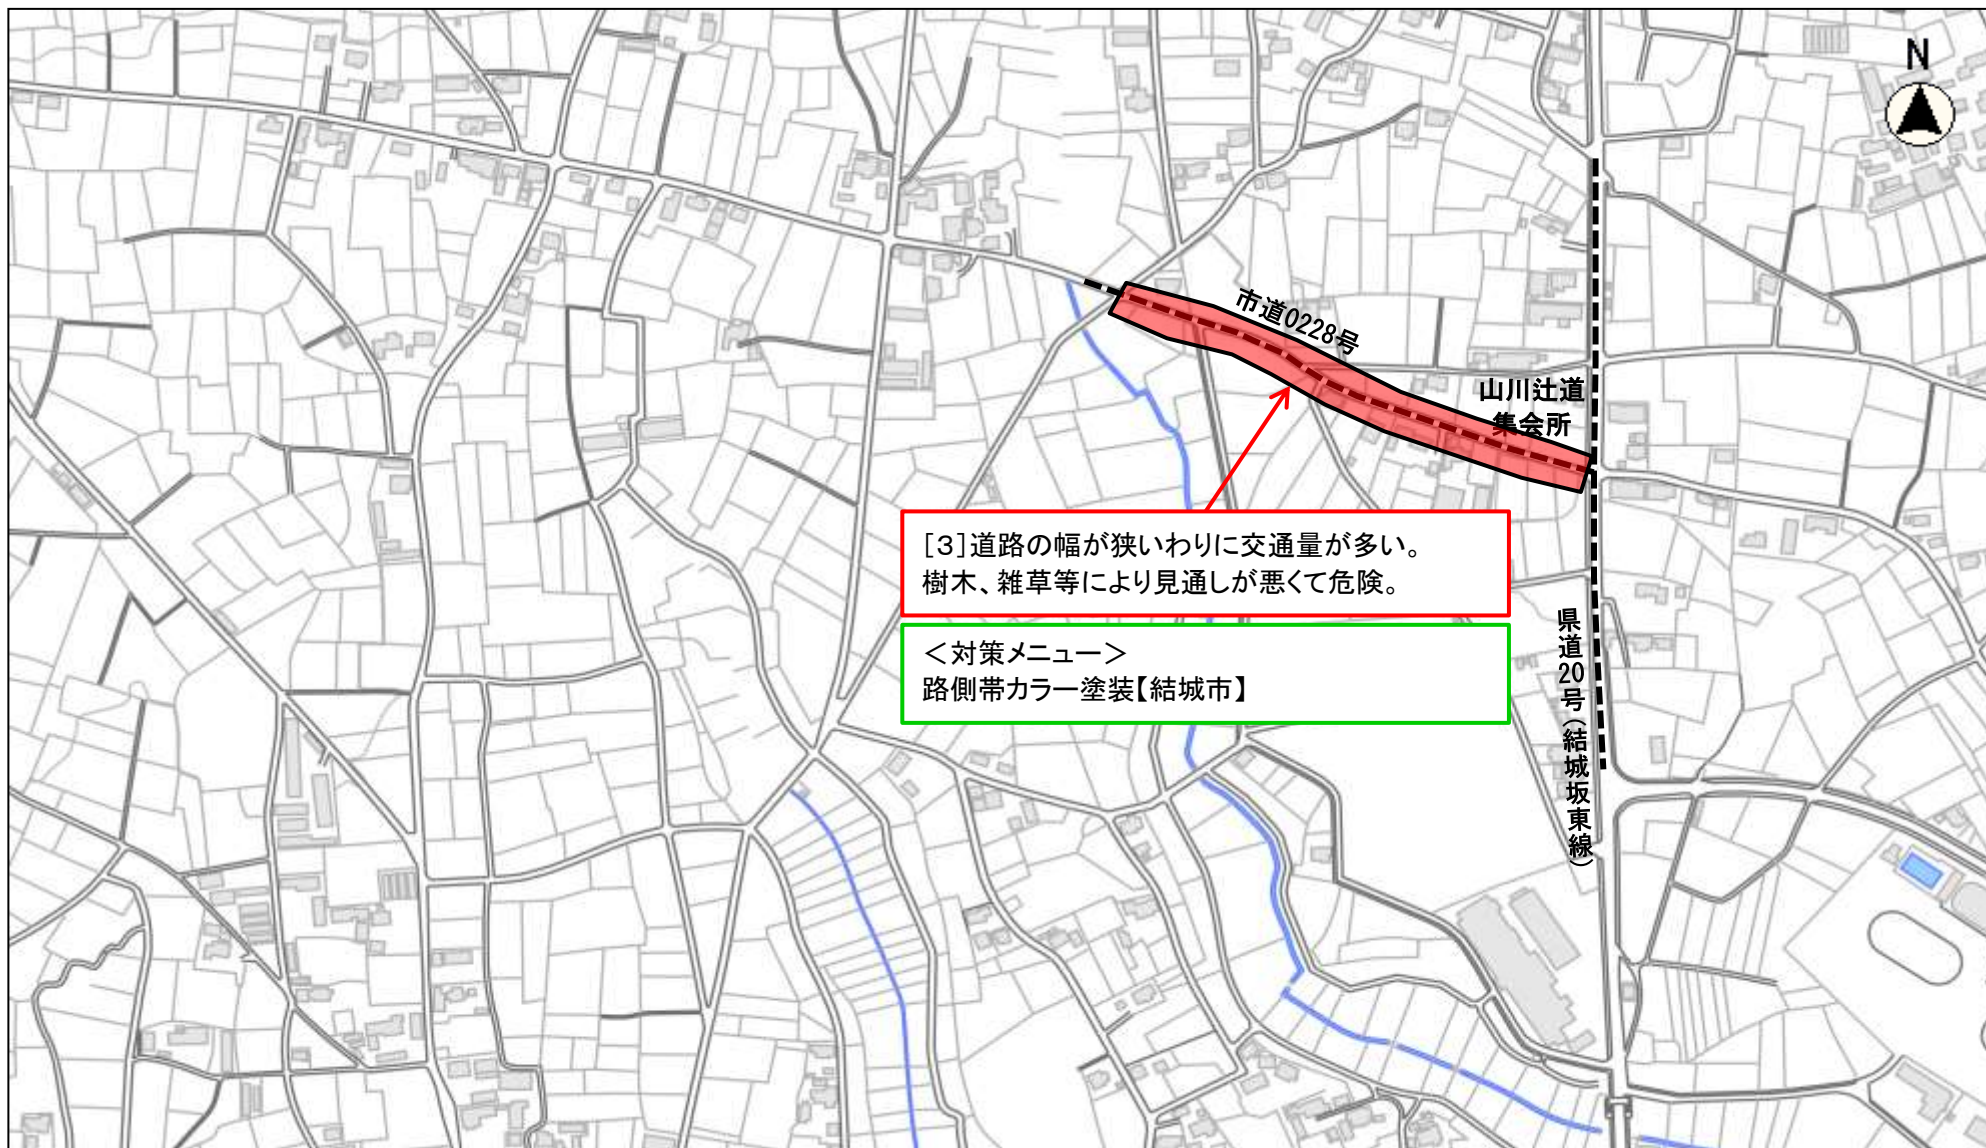 N
市道0228号
山川辻道
集会所
[3]道路の幅が狭いわりに交通量が多い。
樹木、雑草等により見通しが悪くて危険。
＜対策メニュー＞
路側帯カラー塗装【結城市】
県道20号(結城坂東線)